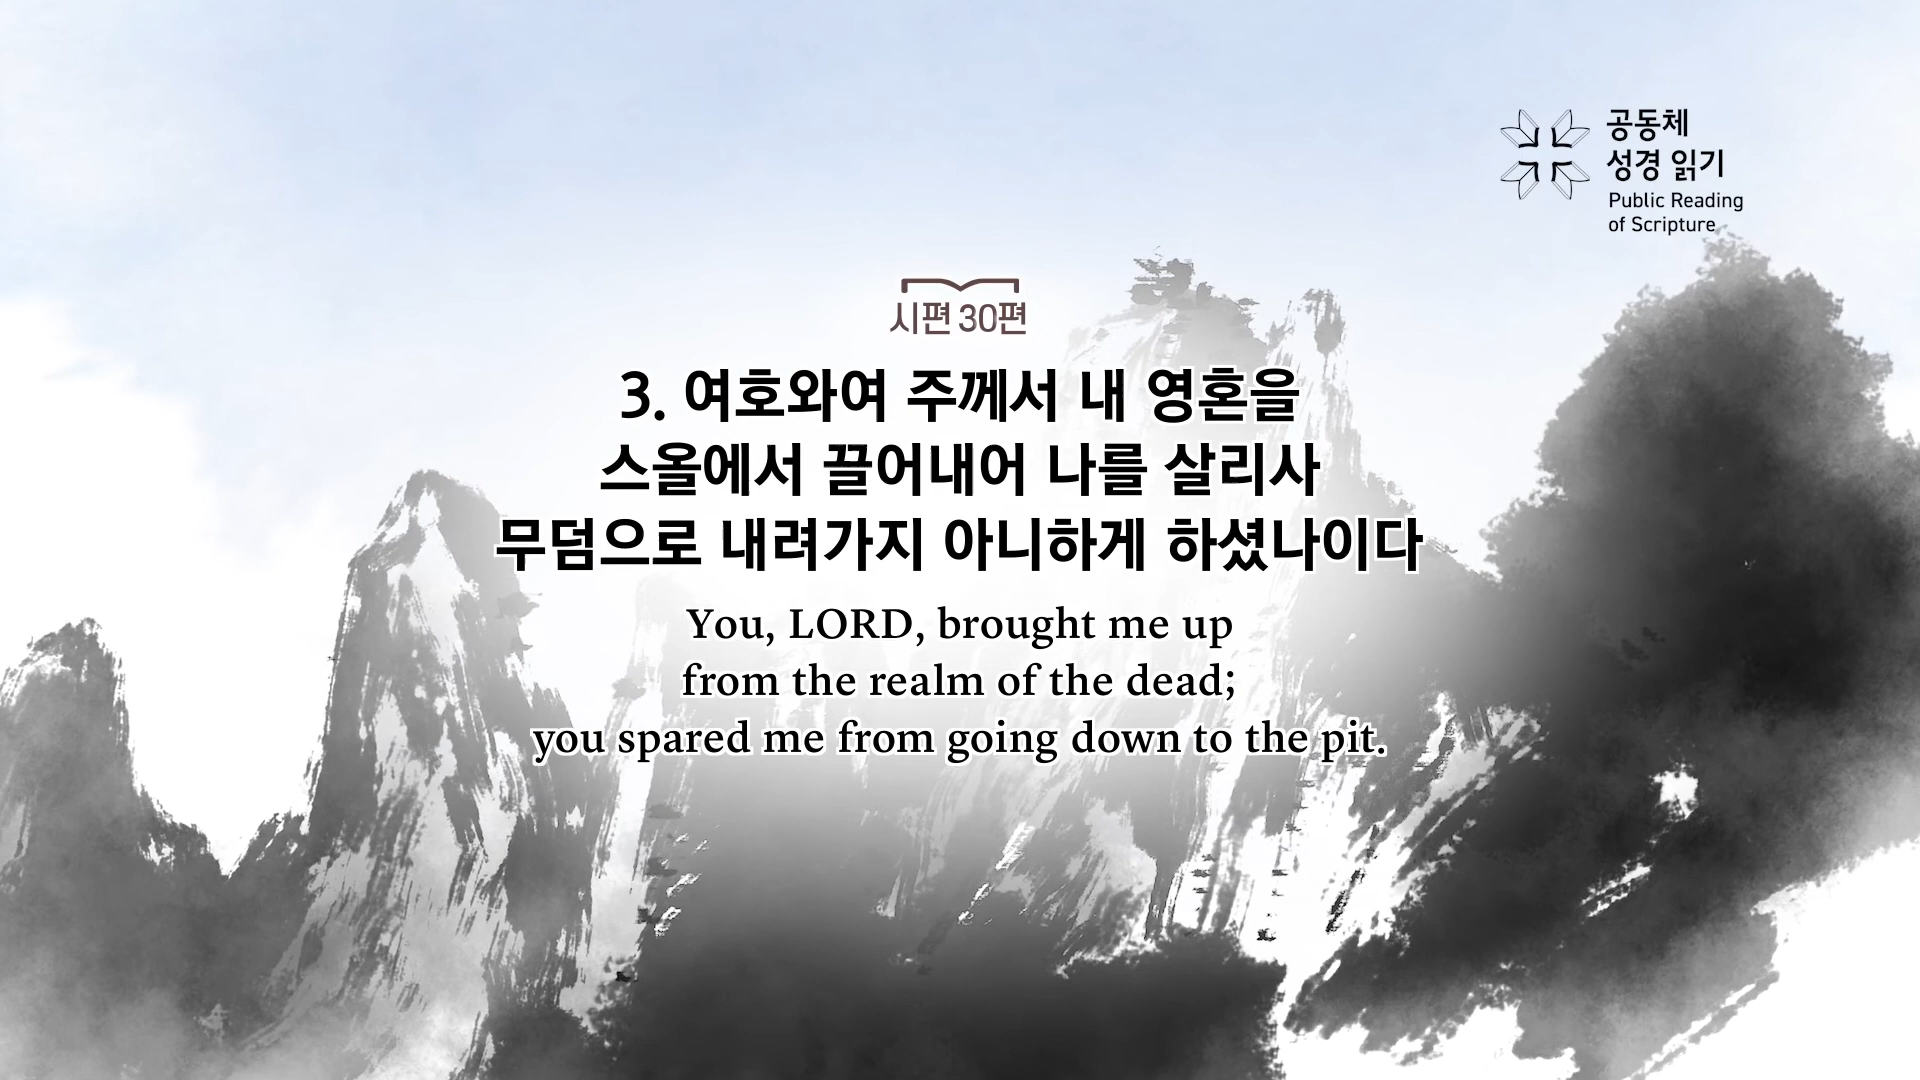 공동체
성경 읽기
Public Reading
of Scripture
시편 30편
3. 여호와여 주께서 내 영혼을
스올에서 끌어내어 나를 살리사
무덤으로 내려가지 아니하게 하셨나이다
You, LORD, brought me up
from the realm of the dead;
you spared me from going down to the pit.